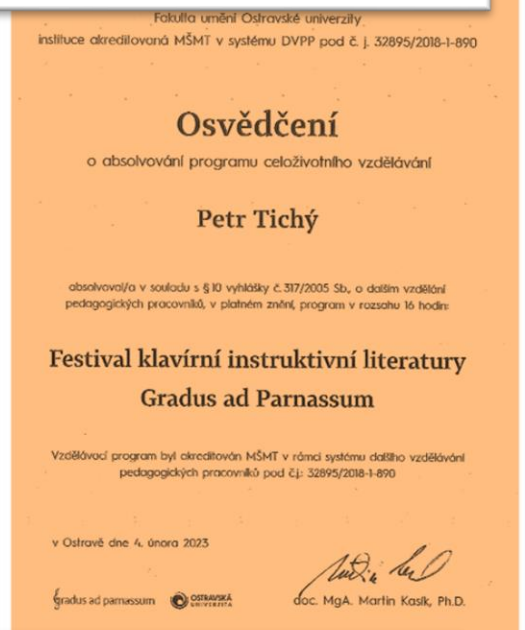 Fakulta umění Ostravské univerzity
instituce akreditovaná MŠMT v systému DVPP pod č. j. 32895/2018-1-890
Osvědčení
o absolvování programu celoživotního vzdělávání
Petr Tichý
absolvoval/a v souladu s § 10 vyhlášky č. 317/2005 Sb., o dalším vzdělání
pedagogických pracovníků, v platném znění, program v rozsahu 16 hodin:
Festival klavírní instruktivní literatury
Gradus ad Parnassum
Vzdělávací program byl akreditován MŠMT v rámci systému dalšího vzdělávání
pedagogických pracovníků pod č.j.: 32895/2018-1-890
v Ostravě dne 4. února 2023
gradus ad parnassum OSTRAVSKÁ
UNIVERZITA
doc. MgA. Martin Kasík, Ph.D.